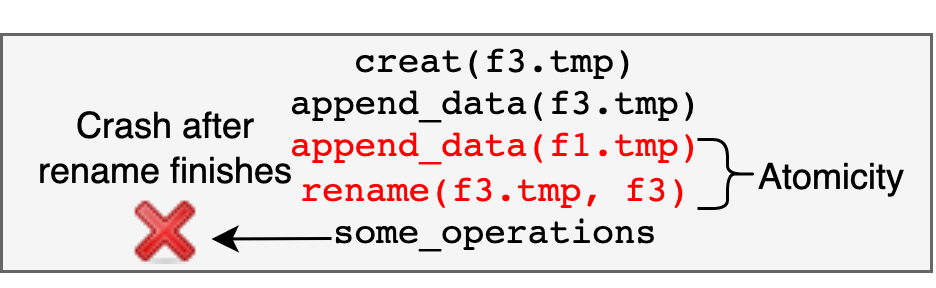 creat(f3.tmp)
append_data(f3.tmp)
Crash after
rename finishes
append_data(f1.tmp)
rename(f3.tmp, f3)
Atomicity
some_operations